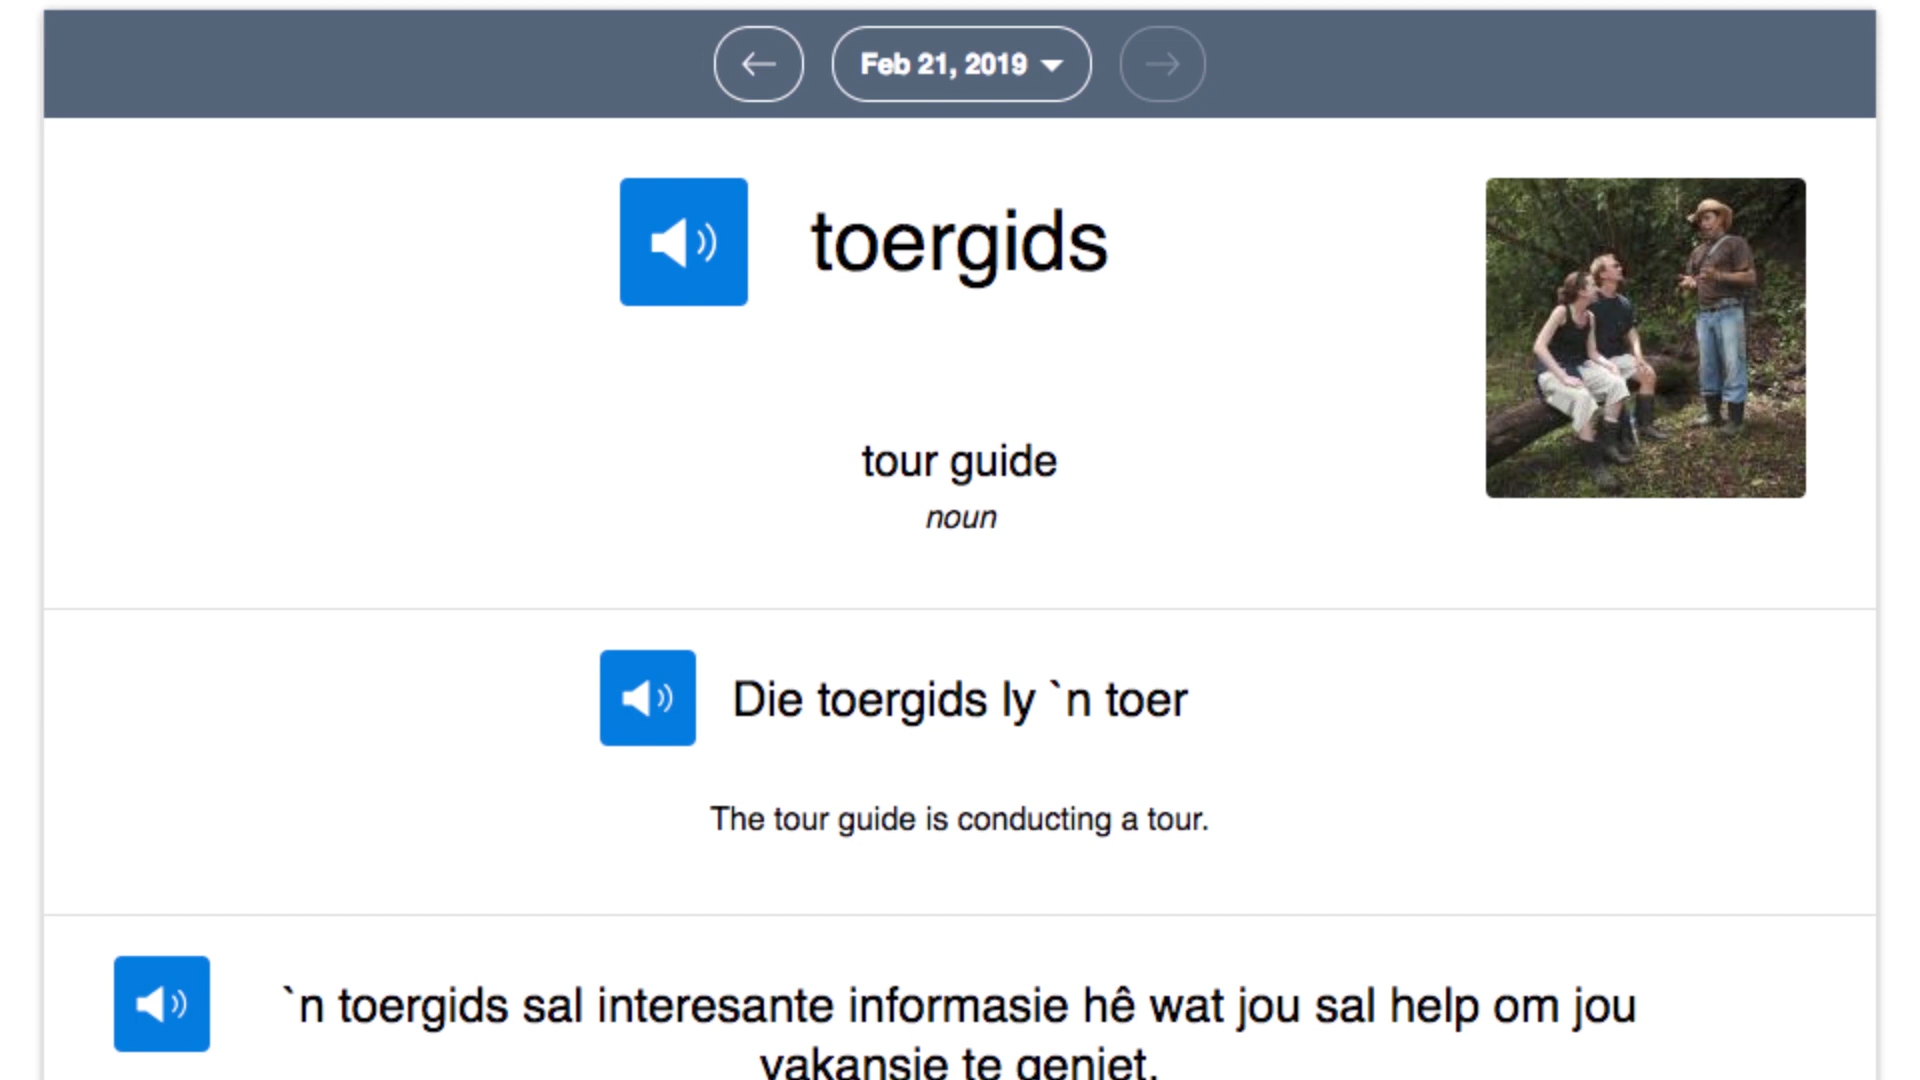 Feb 21, 2019
toergids
tour guide
noun
Die toergids ly `n toer
The tour guide is conducting a tour.
`n toergids sal interesante informasie hê wat jou sal help om jou
vakansie te geniet.